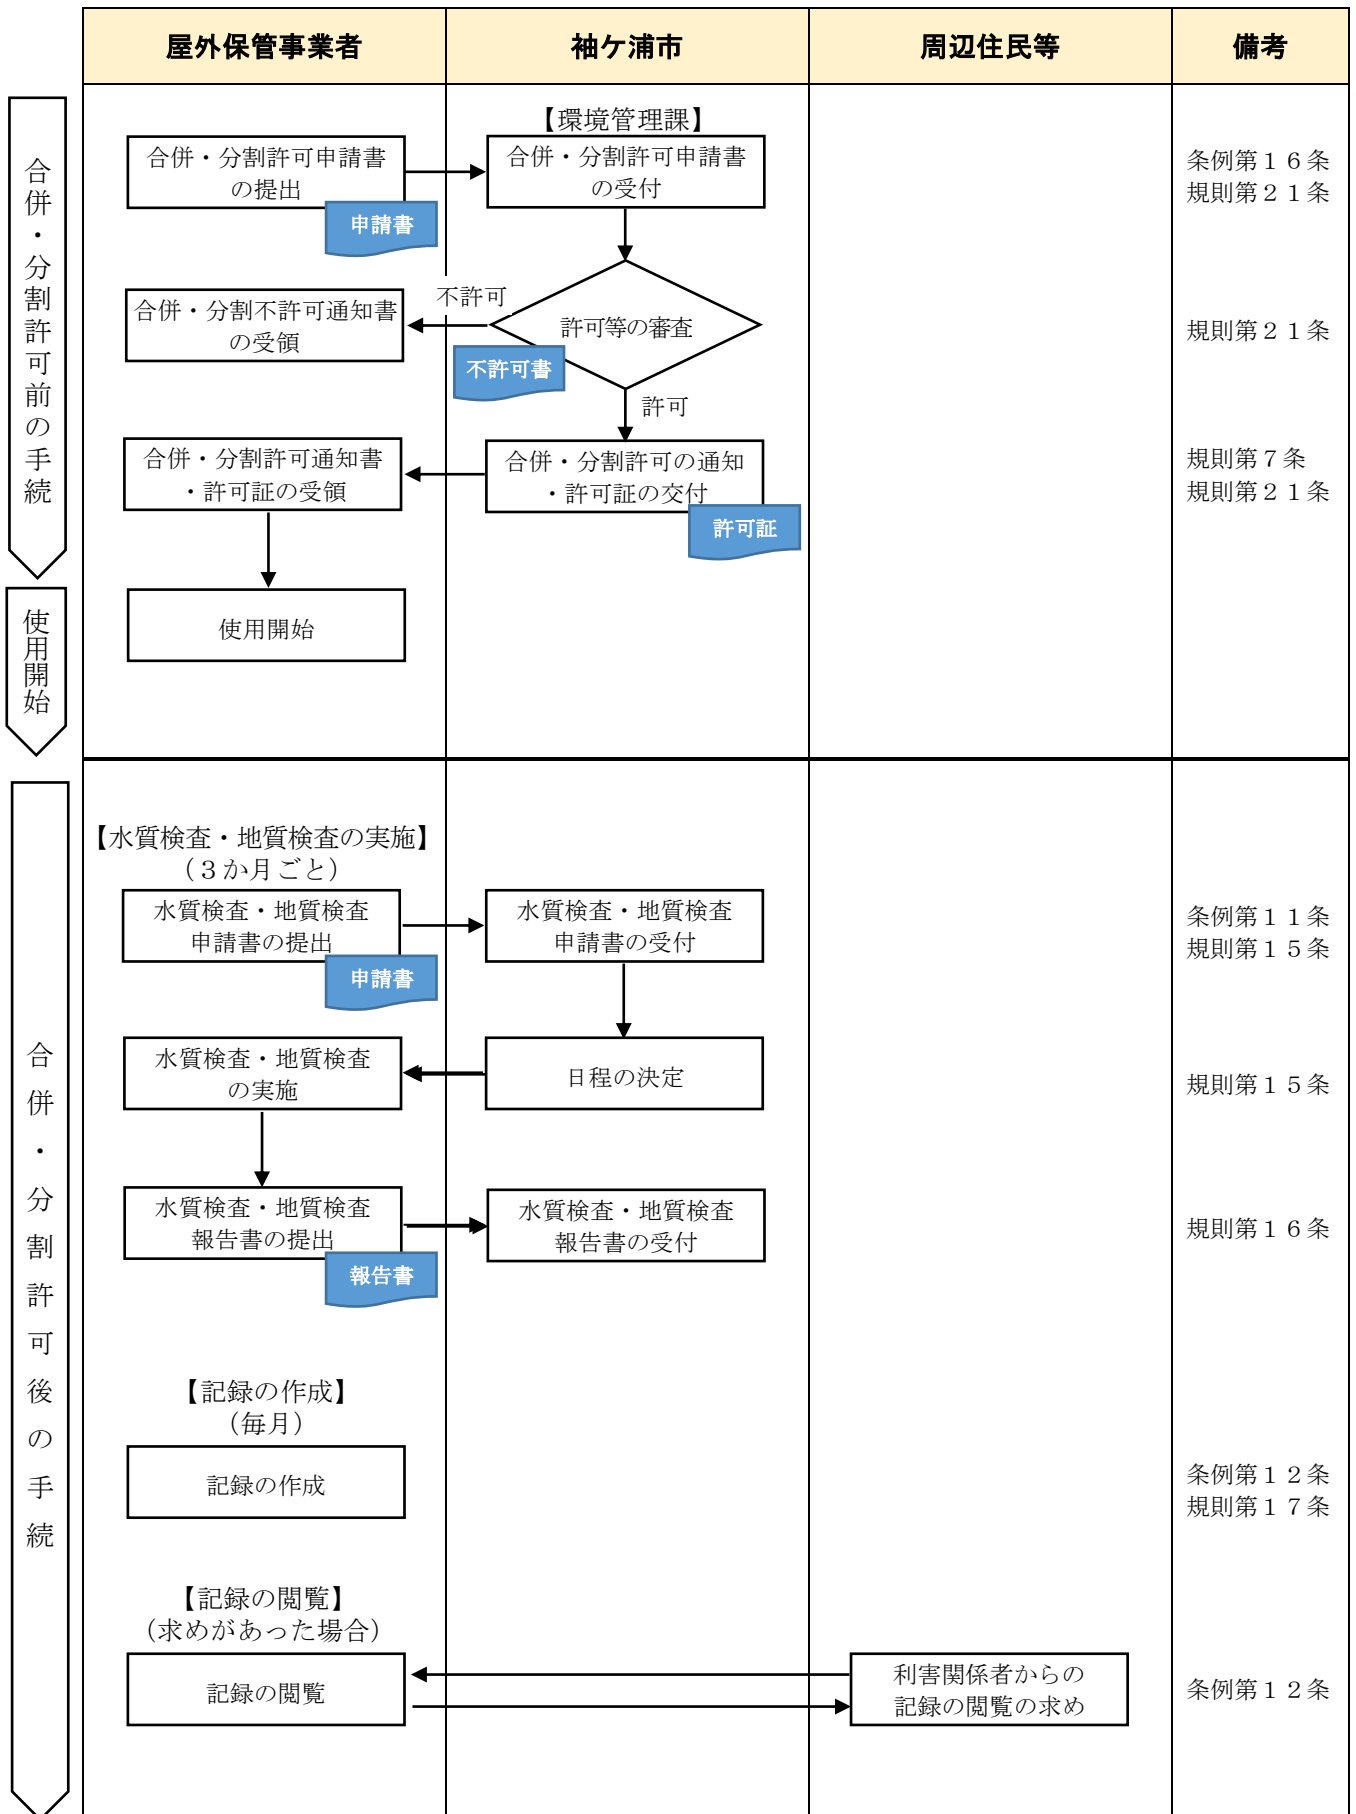 屋外保管事業者
袖ケ浦市
周辺住民等
備考
合併・分割許可前の手続
【環境管理課】
合併・分割許可申請書
の提出
申請書
合併・分割許可申請書
の受付
条例第１６条
規則第２１条
合併・分割不許可通知書
の受領
不許可
許可等の審査
不許可書
規則第２１条
許可
合併・分割許可通知書
・許可証の受領
合併・分割許可の通知
・許可証の交付
許可証
規則第７条
規則第２１条
使用開始
使用開始
合併・分割許可後の手続
【水質検査・地質検査の実施】
（３か月ごと）
水質検査・地質検査
申請書の提出
申請書
水質検査・地質検査
申請書の受付
条例第１１条
規則第１５条
水質検査・地質検査
の実施
日程の決定
規則第１５条
水質検査・地質検査
報告書の提出
報告書
水質検査・地質検査
報告書の受付
規則第１６条
【記録の作成】
（毎月）
記録の作成
条例第１２条
規則第１７条
【記録の閲覧】
（求めがあった場合）
記録の閲覧
利害関係者からの
記録の閲覧の求め
条例第１２条